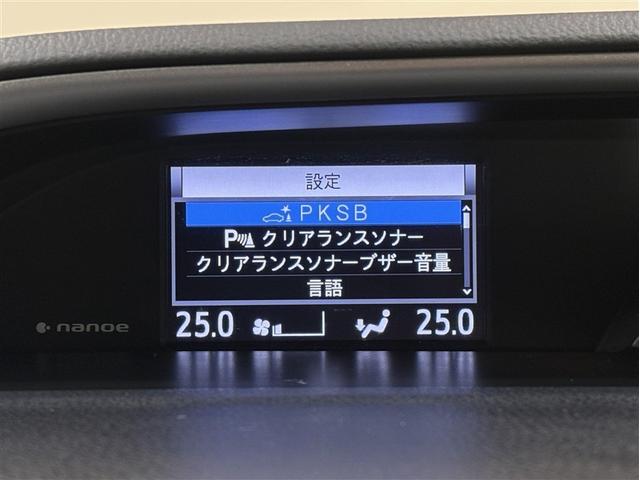 設定
PKSB
P クリアランスソナー
クリアランスソナーブザー音量
言語
nanoe 25.0 25.0